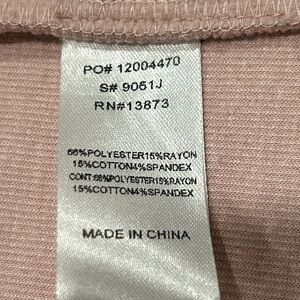 PO# 12004470
S# 9051J
RN#13873
66%POLYESTER15%RAYON
15%COTTON4%SPANDEX
CONT:66%POLYESTER15%RAYON
15%COTTON4%SPANDEX
MADE IN CHINA